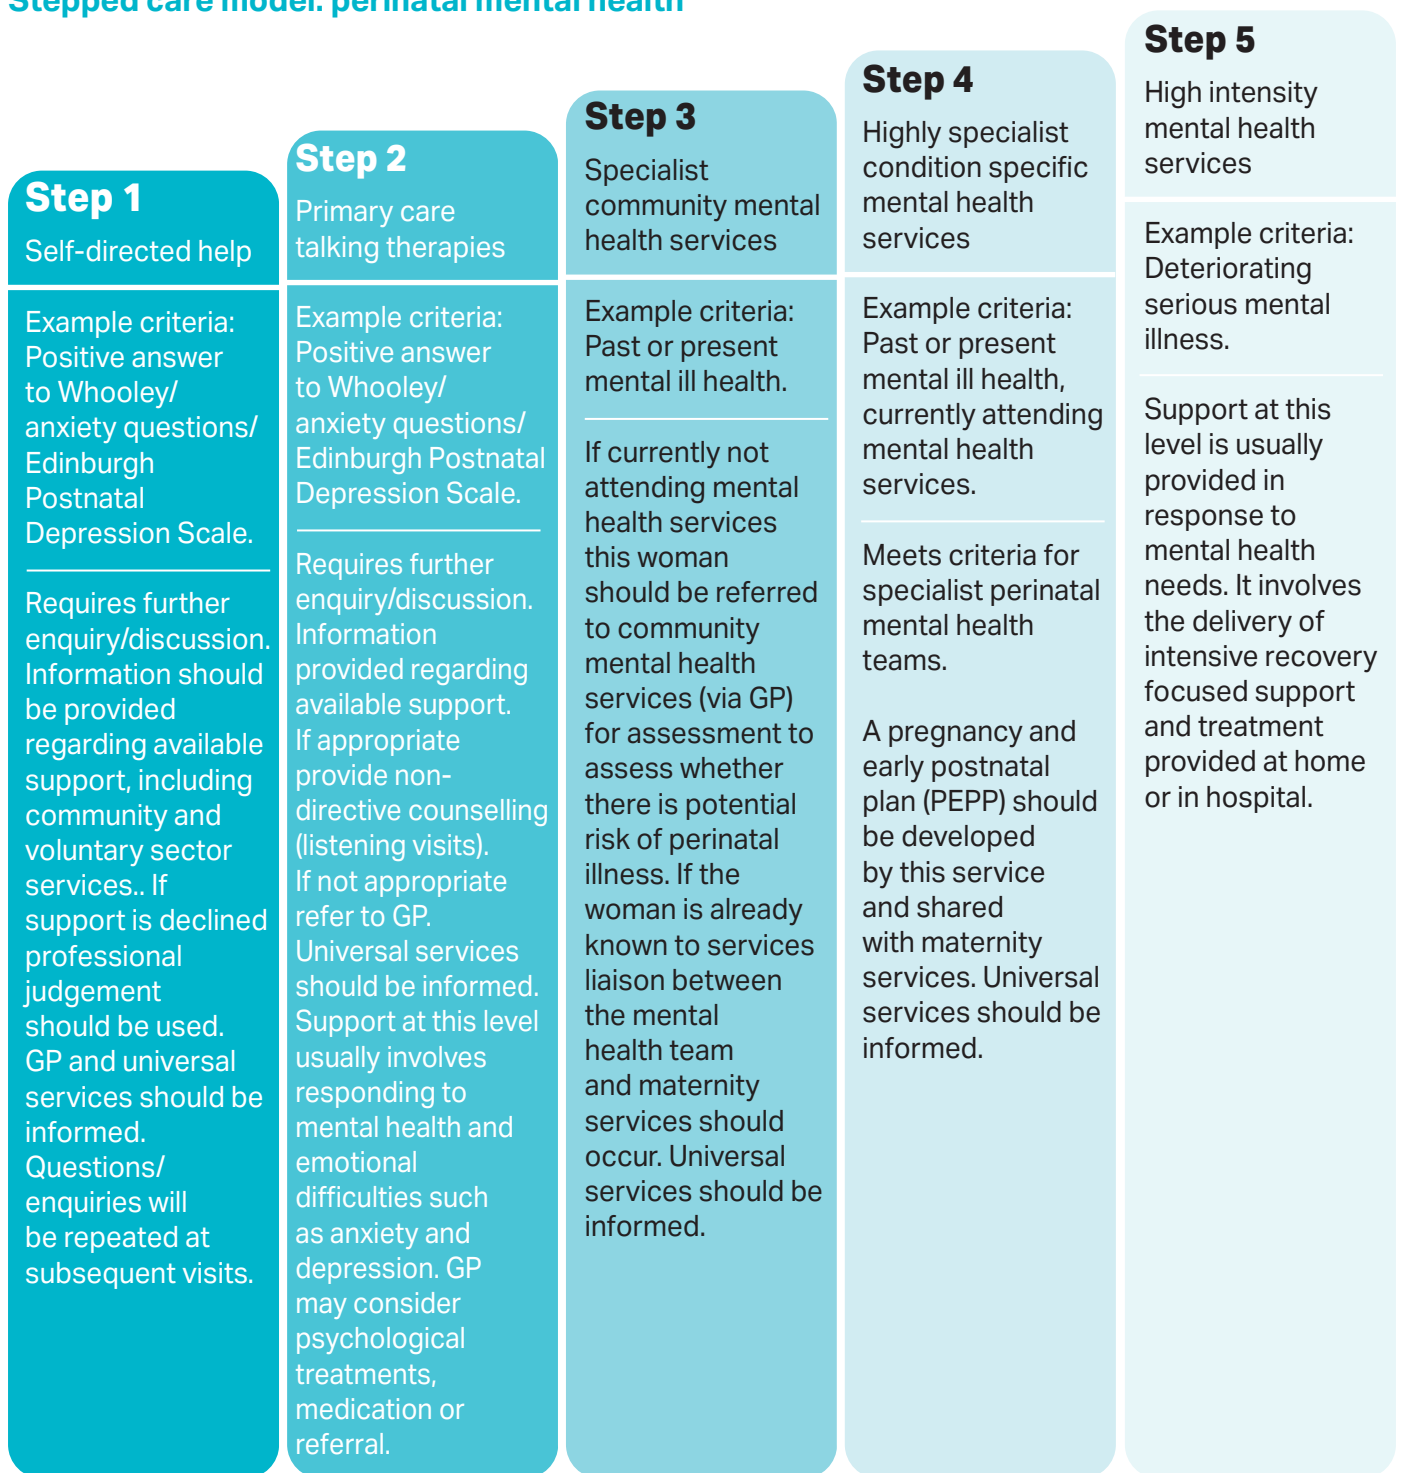 Stepped care model: perinatal mental health
Step 1
Self-directed help
Example criteria:
Positive answer
to Whooley/
anxiety questions/
Edinburgh
Postnatal
Depression Scale.
Requires further
enquiry/discussion.
Information should
be provided
regarding available
support, including
community and
voluntary sector
services.. If
support is declined
professional
judgement
should be used.
GP and universal
services should be
informed.
Questions/
enquiries will
be repeated at
subsequent visits.
Step 2
Primary care
talking therapies
Example criteria:
Positive answer
to Whooley/
anxiety questions/
Edinburgh Postnatal
Depression Scale.
Requires further
enquiry/discussion.
Information
provided regarding
available support.
If appropriate
provide non-
directive counselling
(listening visits).
If not appropriate
refer to GP.
Universal services
should be informed.
Support at this level
usually involves
responding to
mental health and
emotional
difficulties such
as anxiety and
depression. GP
may consider
psychological
treatments,
medication or
referral.
Step 3
Specialist
community mental
health services
Example criteria:
Past or present
mental ill health.
If currently not
attending mental
health services
this woman
should be referred
to community
mental health
services (via GP)
for assessment to
assess whether
there is potential
risk of perinatal
illness. If the
woman is already
known to services
liaison between
the mental
health team
and maternity
services should
occur. Universal
services should be
informed.
Step 4
Highly specialist
condition specific
mental health
services
Example criteria:
Past or present
mental ill health,
currently attending
mental health
services.
Meets criteria for
specialist perinatal
mental health
teams.
A pregnancy and
early postnatal
plan (PEPP) should
be developed
by this service
and shared
with maternity
services. Universal
services should be
informed.
Step 5
High intensity
mental health
services
Example criteria:
Deteriorating
serious mental
illness.
Support at this
level is usually
provided in
response to
mental health
needs. It involves
the delivery of
intensive recovery
focused support
and treatment
provided at home
or in hospital.